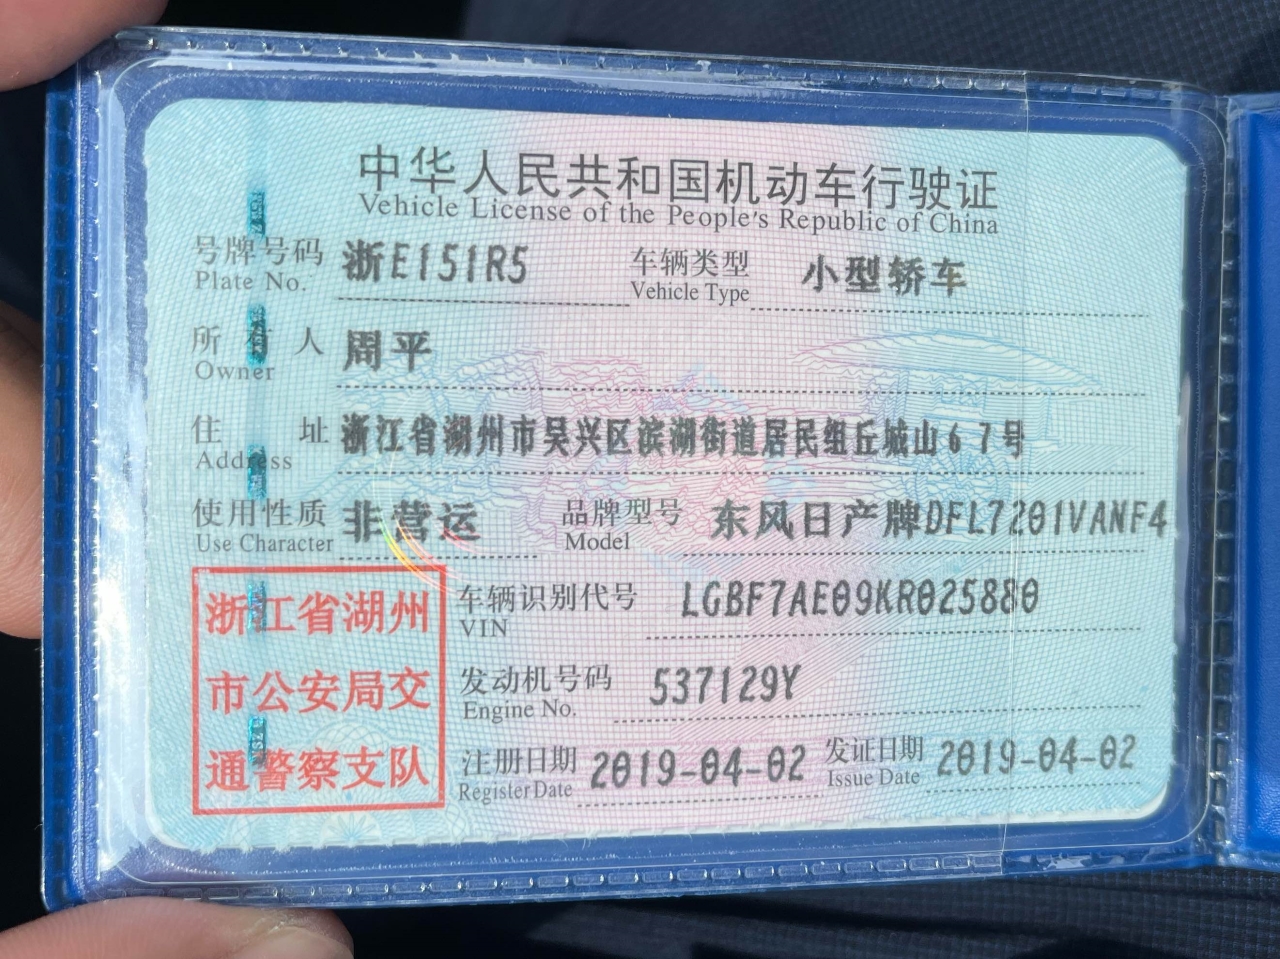 中华人民共和国机动车行驶证
Vehicle License of the People's Republic of China
号牌号码 浙E151R5 车辆类型 小型轿车
Plate No. Vehicle Type
所有人 周平
Owner
住址 浙江省湖州市吴兴区滨湖街道居民组丘城山67号
Address
使用性质 非营运 品牌型号 东风日产牌DFL7201VANF4
Use Character Model
浙江省湖州
市公安局交
通警察支队
车辆识别代号 LGBF7AE09KR025880
VIN
发动机号码 537129Y
Engine No.
注册日期 2019-04-02 发证日期 2019-04-02
Register Date Issue Date